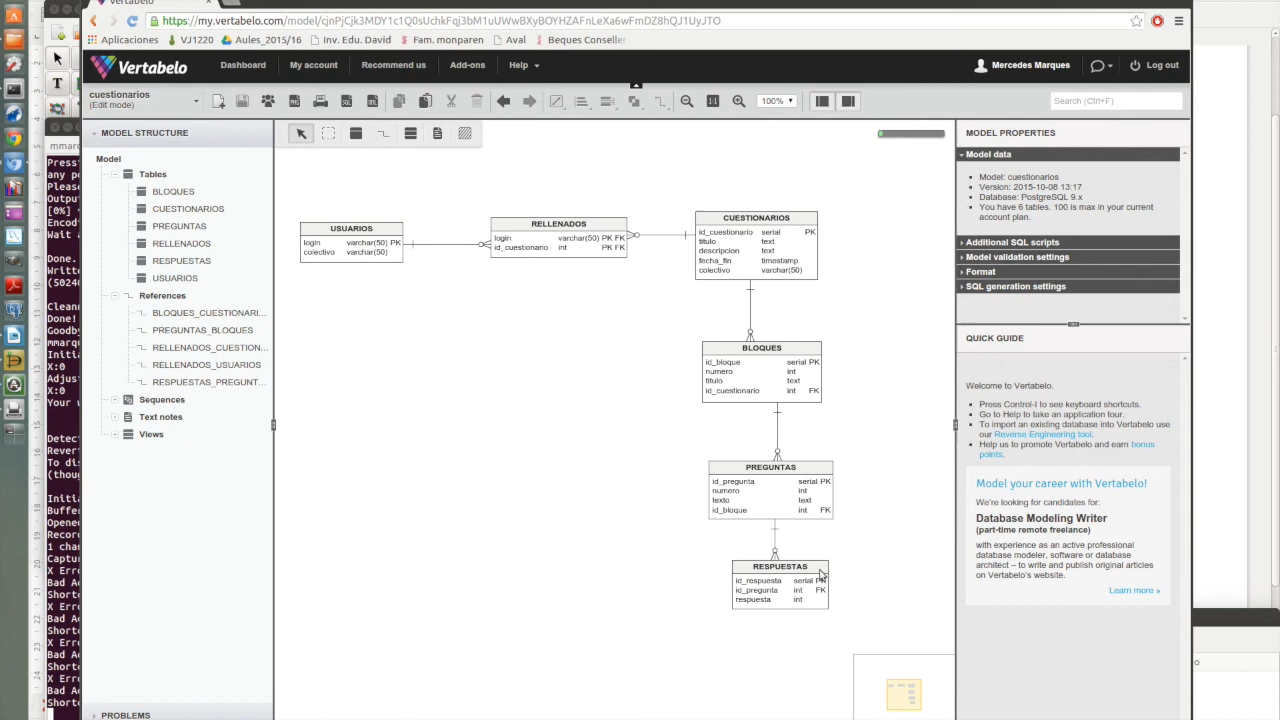 Vertabelo
https://my.vertabelo.com/model/cjnPjCjk3MDY1c1Q0sUchkFqj3bM1uUWwBXyBOYHZAFnLeXa6wFmDZ8hQJ1UyJTO
Aplicaciones VJ1220 Aules_2015/16 Inv. Edu. David Fam. monparen Aval Beques Conseller
Vertabelo Dashboard My account Recommend us Add-ons Help Mercedes Marques Log out
cuestionarios
(Edit mode)
100%
Search (Ctrl+F)
MODEL STRUCTURE
Model
Tables
BLOQUES
CUESTIONARIOS
PREGUNTAS
RELLENADOS
RESPUESTAS
USUARIOS
References
BLOQUES_CUESTIONARI...
PREGUNTAS_BLOQUES
RELLENADOS_CUESTION...
RELLENADOS_USUARIOS
RESPUESTAS_PREGUNT...
Sequences
Text notes
Views
PROBLEMS
USUARIOS
login varchar(50) PK
colectivo varchar(50)
RELLENADOS
login varchar(50) PK FK
id_cuestionario int PK FK
CUESTIONARIOS
id_cuestionario serial PK
titulo text
descripcion text
fecha_fin timestamp
colectivo varchar(50)
BLOQUES
id_bloque serial PK
numero int
titulo text
id_cuestionario int FK
PREGUNTAS
id_pregunta serial PK
numero int
texto text
id_bloque int FK
RESPUESTAS
id_respuesta serial PK
id_pregunta int FK
respuesta int
MODEL PROPERTIES
Model data
Model: cuestionarios
Version: 2015-10-08 13:17
Database: PostgreSQL 9.x
You have 6 tables. 100 is max in your current
account plan.
Additional SQL scripts
Model validation settings
Format
SQL generation settings
QUICK GUIDE
Welcome to Vertabelo.
Press Control-I to see keyboard shortcuts.
Go to Help to take an application tour.
To import an existing database into Vertabelo use
our Reverse Engineering tool.
Help us to promote Vertabelo and earn bonus
points.
Model your career with Vertabelo!
We're looking for candidates for:
Database Modeling Writer
(part-time remote freelance)
with experience as an active professional
database modeler, software or database
architect – to write and publish original articles
on Vertabelo's website.
Learn more »